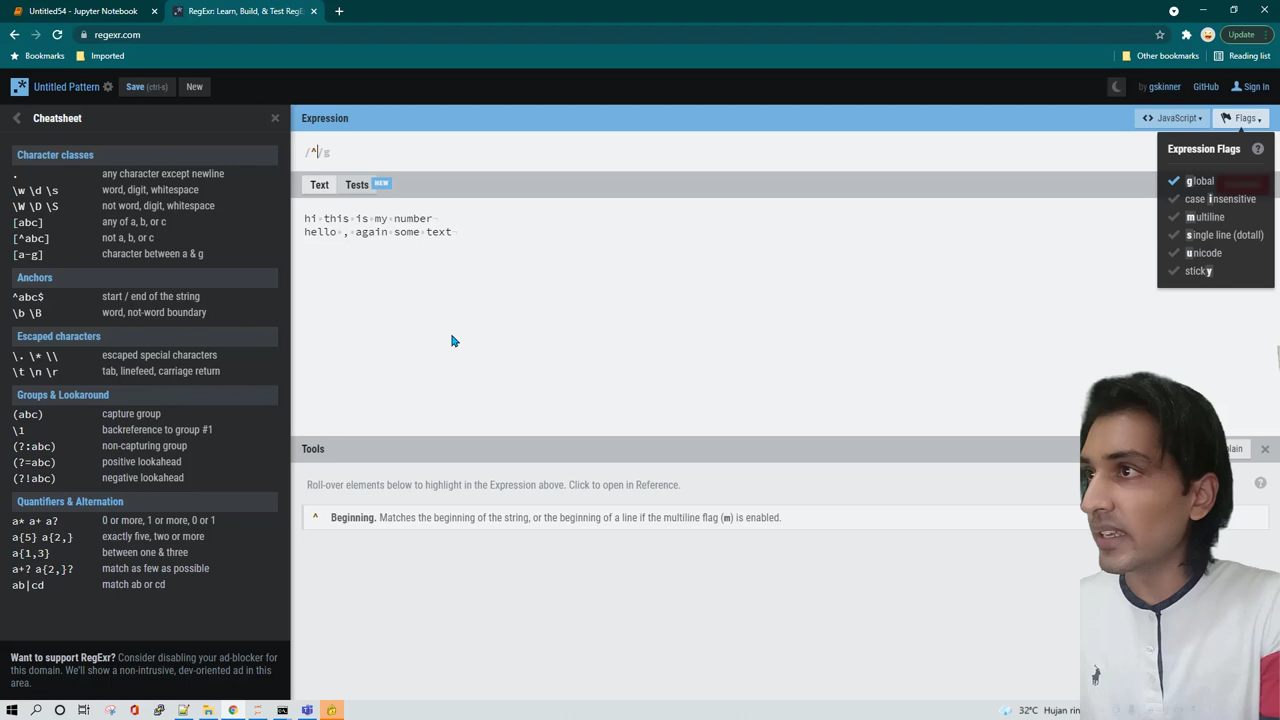 Untitled54 - Jupyter Notebook
RegExr: Learn, Build, & Test RegE
regexr.com
Update
Bookmarks
Imported
Other bookmarks
Reading list
Untitled Pattern
Save (ctrl-s)
New
by gskinner
GitHub
Sign In
Cheatsheet
Expression
JavaScript
Flags
/^/g
Expression Flags
global
case insensitive
multiline
single line (dotall)
unicode
sticky
Text
Tests NEW
hi this is my number
hello , again some text
Character classes
. any character except newline
\w \d \s word, digit, whitespace
\W \D \S not word, digit, whitespace
[abc] any of a, b, or c
[^abc] not a, b, or c
[a-g] character between a & g
Anchors
^abc$ start / end of the string
\b \B word, not-word boundary
Escaped characters
\. \* \\ escaped special characters
\t \n \r tab, linefeed, carriage return
Groups & Lookaround
(abc) capture group
\1 backreference to group #1
(?:abc) non-capturing group
(?=abc) positive lookahead
(?!abc) negative lookahead
Quantifiers & Alternation
a* a+ a? 0 or more, 1 or more, 0 or 1
a{5} a{2,} exactly five, two or more
a{1,3} between one & three
a+? a{2,}? match as few as possible
ab|cd match ab or cd
Want to support RegExr? Consider disabling your ad-blocker for
this domain. We'll show a non-intrusive, dev-oriented ad in this
area.
Tools
Roll-over elements below to highlight in the Expression above. Click to open in Reference.
^ Beginning. Matches the beginning of the string, or the beginning of a line if the multiline flag (m) is enabled.
32°C Hujan rin